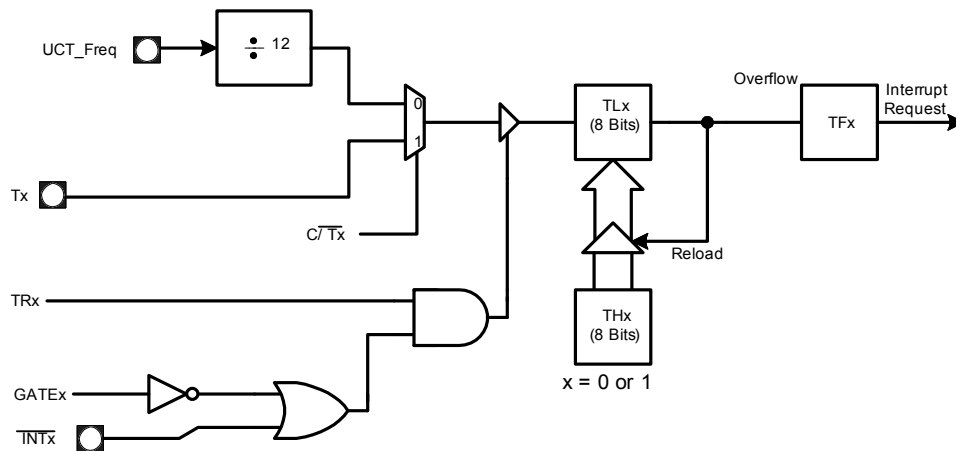 UCT_Freq
÷ 12
Overflow
Interrupt
Request
TLx
(8 Bits)
TFx
0
1
Tx
C/ Tx
Reload
TRx
THx
(8 Bits)
x = 0 or 1
GATEx
INTx